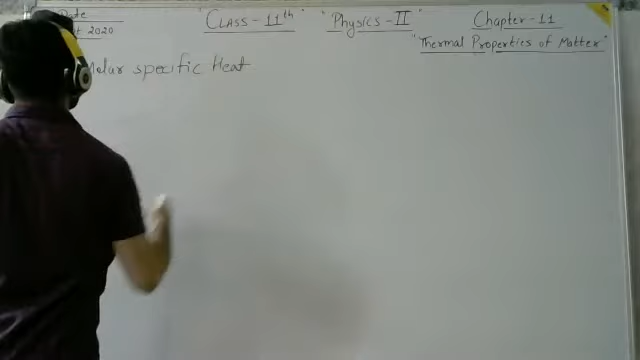 Date "CLASS-11th" "Physics-II" Chapter-11
2020 "Thermal Properties of Matter"
Molar specific Heat